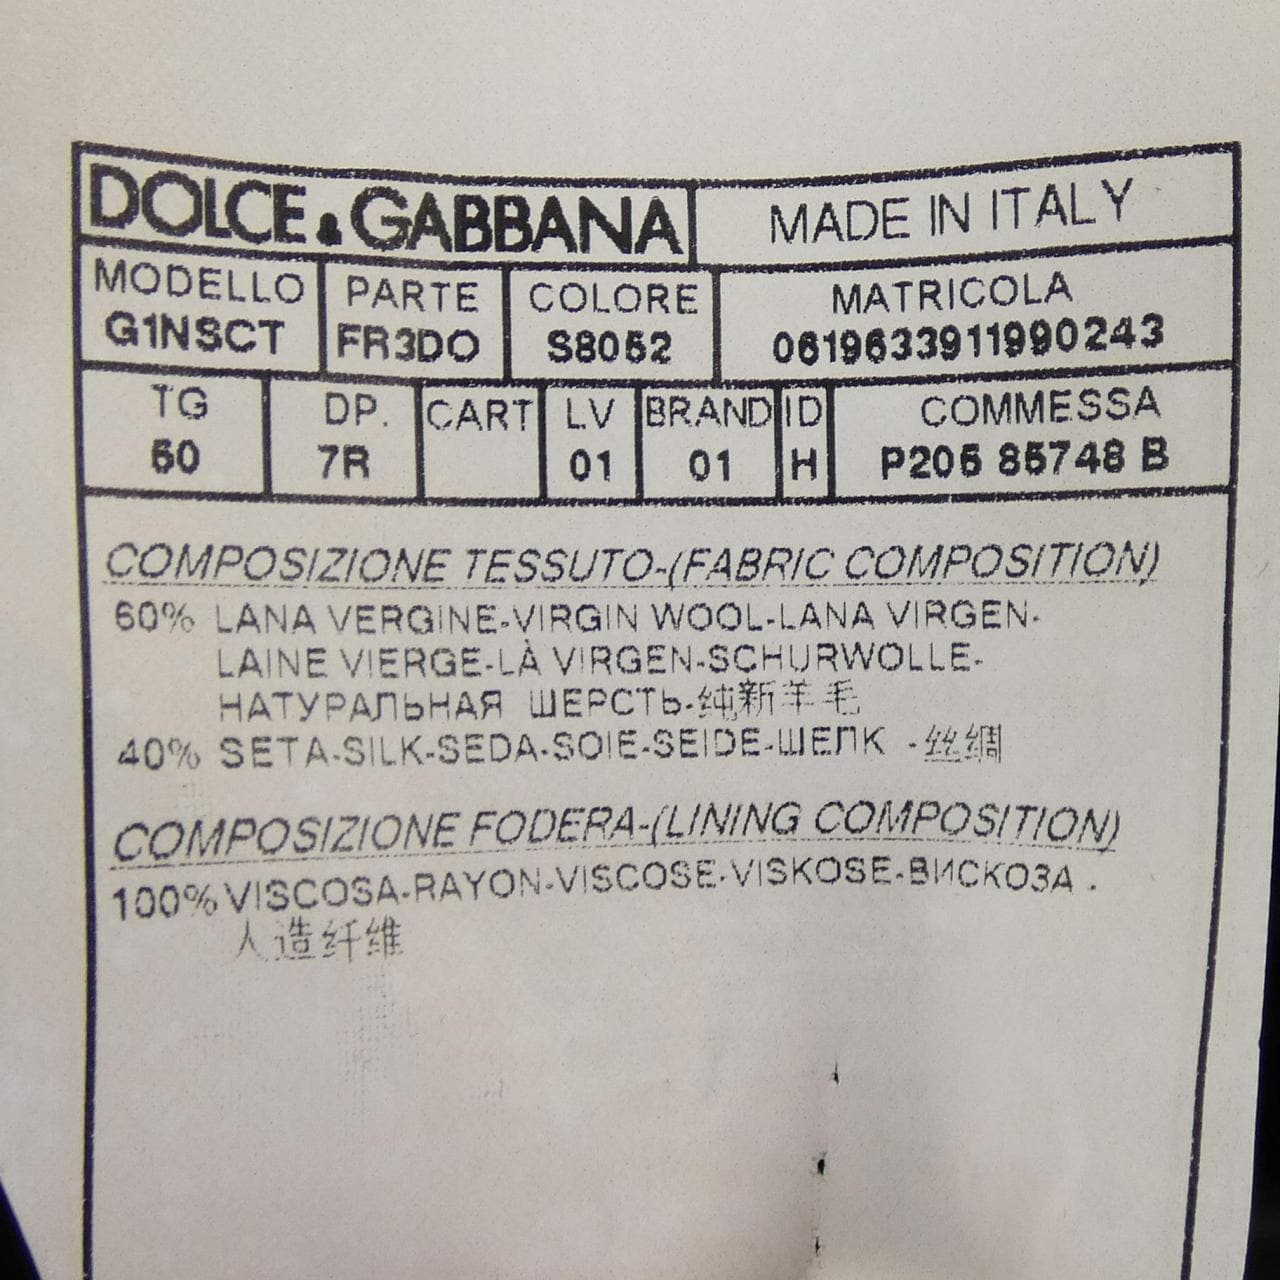 DOLCE & GABBANA MADE IN ITALY
MODELLO PARTE COLORE MATRICOLA
G1NSCT FR3DO S8052 0619633911990243
TG DP. CART LV BRAND ID COMMESSA
50 7R 01 01 H P205 85748 B
COMPOSIZIONE TESSUTO-(FABRIC COMPOSITION)
60% LANA VERGINE-VIRGIN WOOL-LANA VIRGEN-
LAINE VIERGE-LÀ VIRGEN-SCHURWOLLE-
НАТУРАЛЬНАЯ ШЕРСТЬ-纯新羊毛
40% SETA-SILK-SEDA-SOIE-SEIDE-ШЕЛК -丝绸
COMPOSIZIONE FODERA-(LINING COMPOSITION)
100% VISCOSA-RAYON-VISCOSE-VISKOSE-ВИСКОЗА -
人造纤维